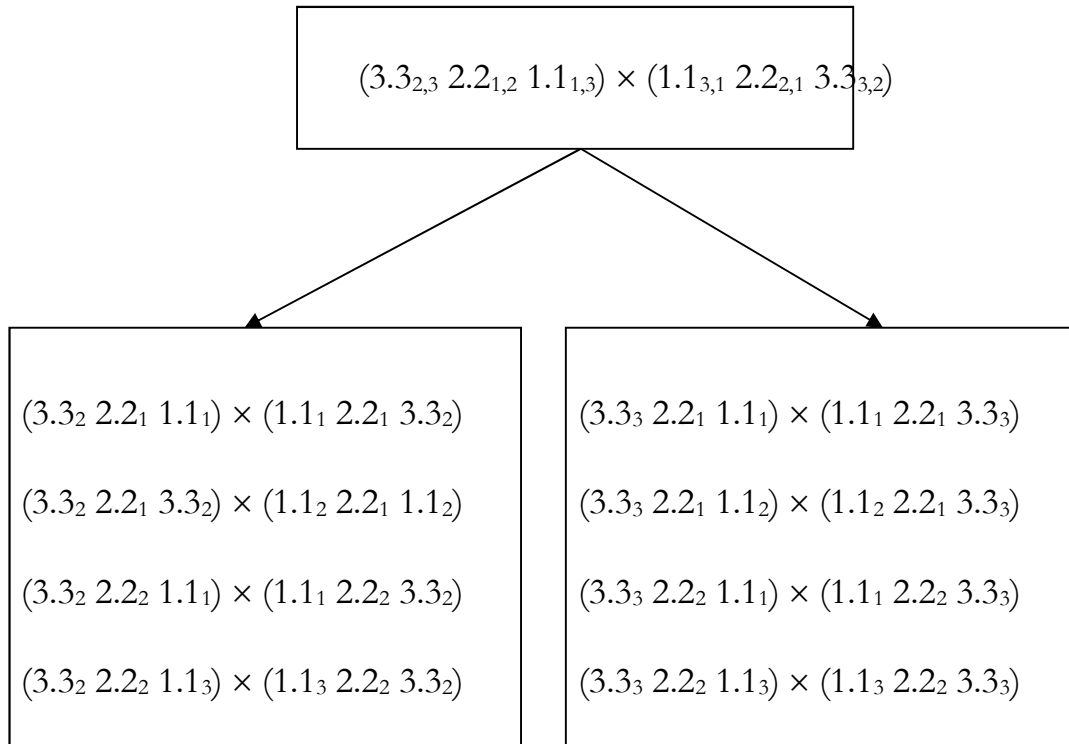 (3.3₂,₃ 2.2₁,₂ 1.1₁,₃) × (1.1₃,₁ 2.2₂,₁ 3.3₃,₂)
(3.3₂ 2.2₁ 1.1₁) × (1.1₁ 2.2₁ 3.3₂)
(3.3₂ 2.2₁ 3.3₂) × (1.1₂ 2.2₁ 1.1₂)
(3.3₂ 2.2₂ 1.1₁) × (1.1₁ 2.2₂ 3.3₂)
(3.3₂ 2.2₂ 1.1₃) × (1.1₃ 2.2₂ 3.3₂)
(3.3₃ 2.2₁ 1.1₁) × (1.1₁ 2.2₁ 3.3₃)
(3.3₃ 2.2₁ 1.1₂) × (1.1₂ 2.2₁ 3.3₃)
(3.3₃ 2.2₂ 1.1₁) × (1.1₁ 2.2₂ 3.3₃)
(3.3₃ 2.2₂ 1.1₃) × (1.1₃ 2.2₂ 3.3₃)